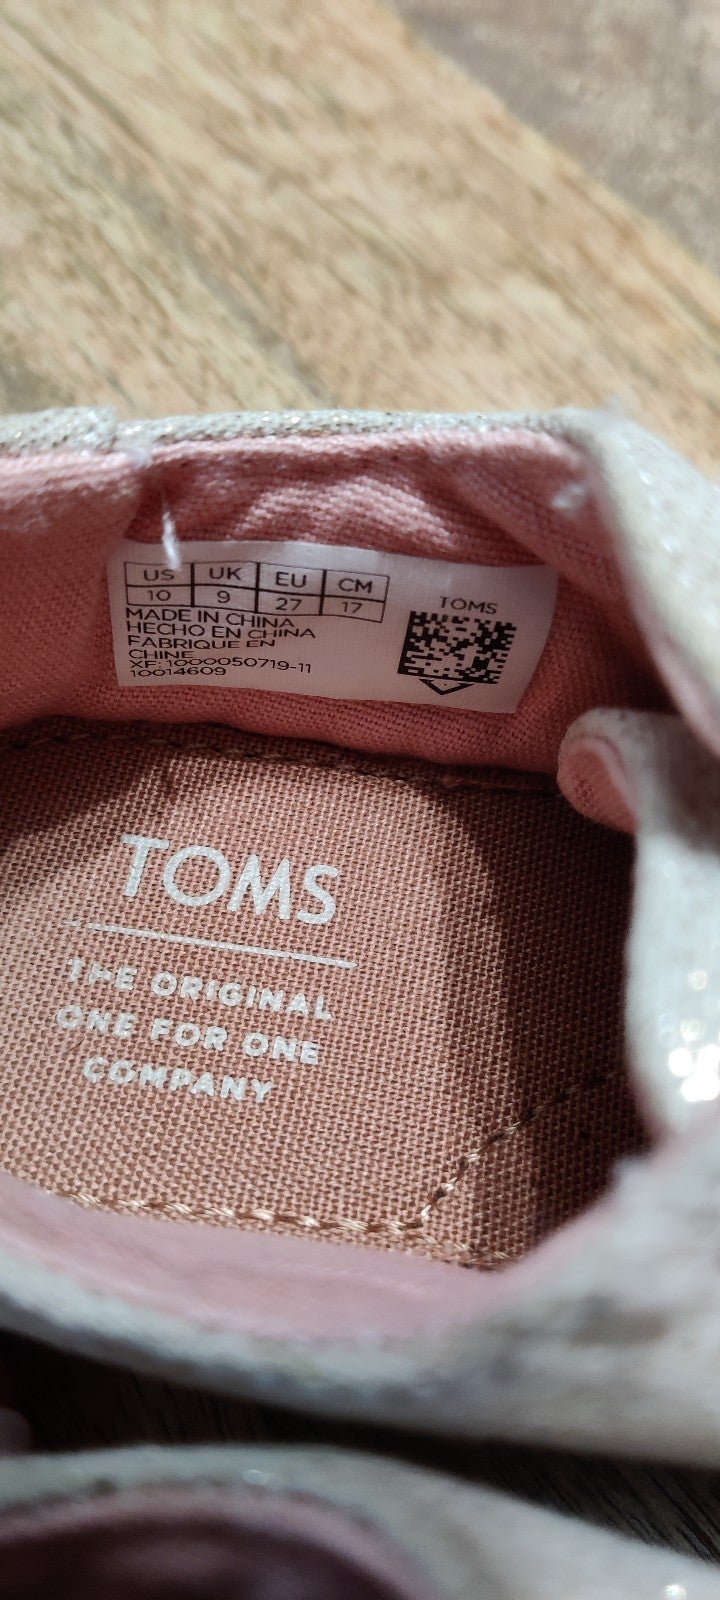 US UK EU CM
10 9 27 17
MADE IN CHINA
HECHO EN CHINA
FABRIQUE EN
CHINE
XF: 1000050719-11
10014609
TOMS
TOMS
THE ORIGINAL
ONE FOR ONE
COMPANY